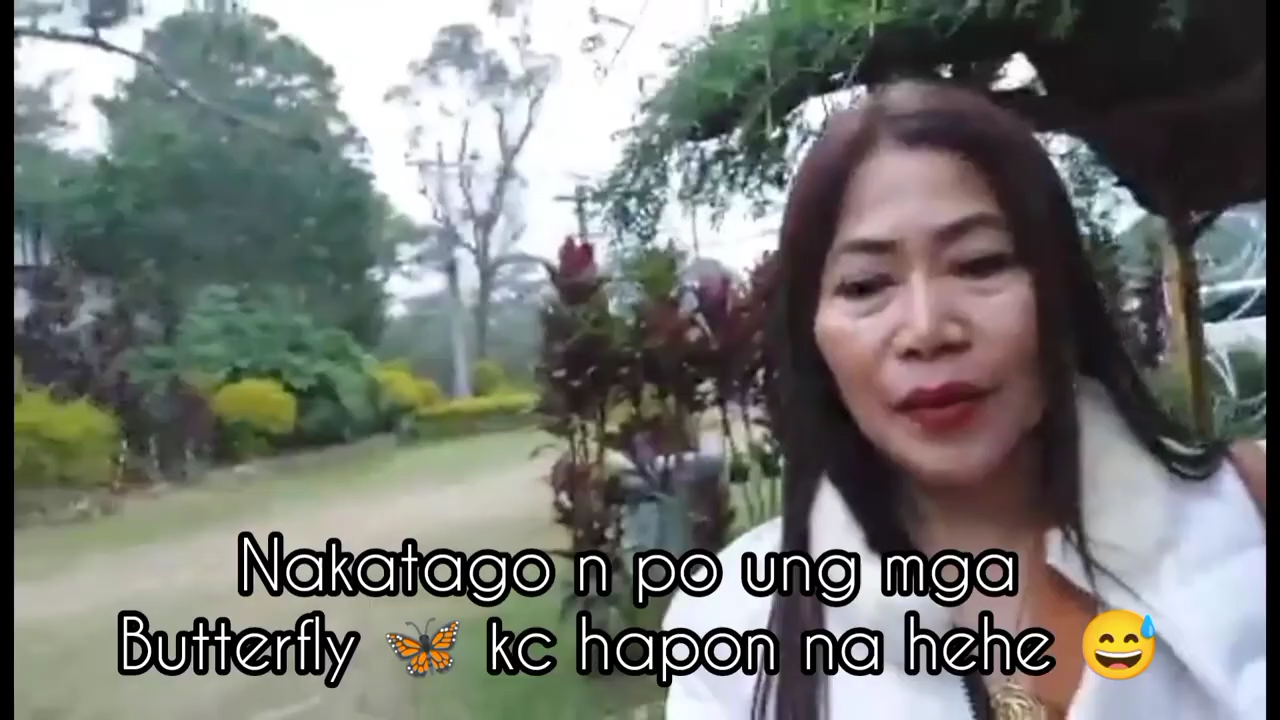 Nakatago n po ung mga
Butterfly 🦋 kc hapon na hehe 😅